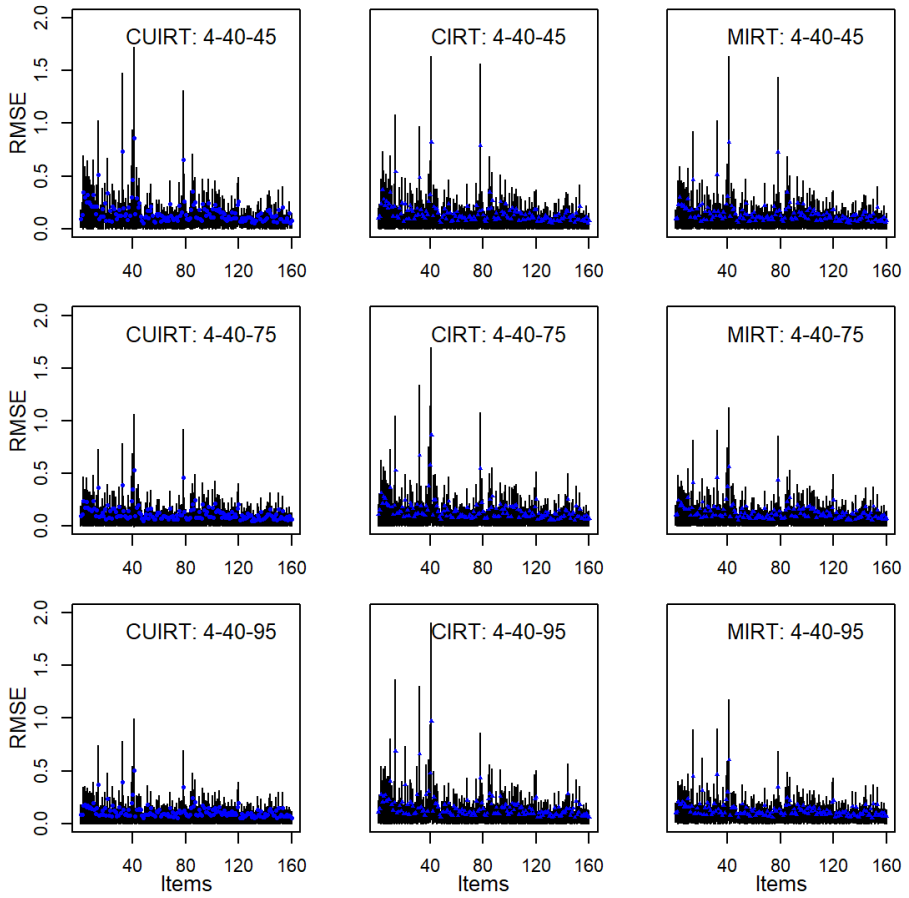 CUIRT: 4-40-45
CIRT: 4-40-45
MIRT: 4-40-45
RMSE
2.0
1.5
1.0
0.5
0.0
40 80 120 160
40 80 120 160
40 80 120 160
CUIRT: 4-40-75
CIRT: 4-40-75
MIRT: 4-40-75
RMSE
2.0
1.5
1.0
0.5
0.0
40 80 120 160
40 80 120 160
40 80 120 160
CUIRT: 4-40-95
CIRT: 4-40-95
MIRT: 4-40-95
RMSE
2.0
1.5
1.0
0.5
0.0
40 80 120 160
40 80 120 160
40 80 120 160
Items
Items
Items